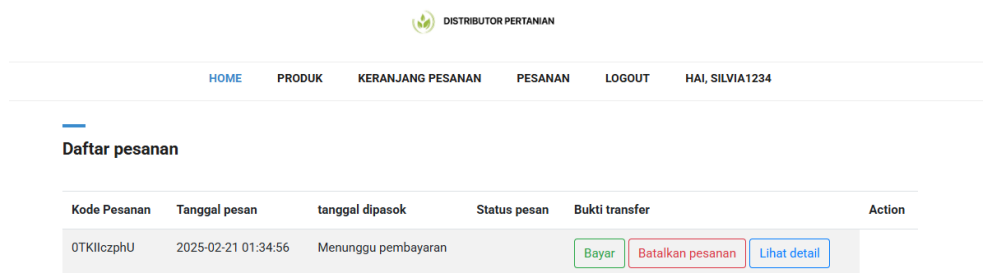 DISTRIBUTOR PERTANIAN
HOME PRODUK KERANJANG PESANAN PESANAN LOGOUT HAI, SILVIA1234
Daftar pesanan
Kode Pesanan Tanggal pesan tanggal dipasok Status pesan Bukti transfer Action
0TKIIczphU 2025-02-21 01:34:56 Menunggu pembayaran Bayar Batalkan pesanan Lihat detail